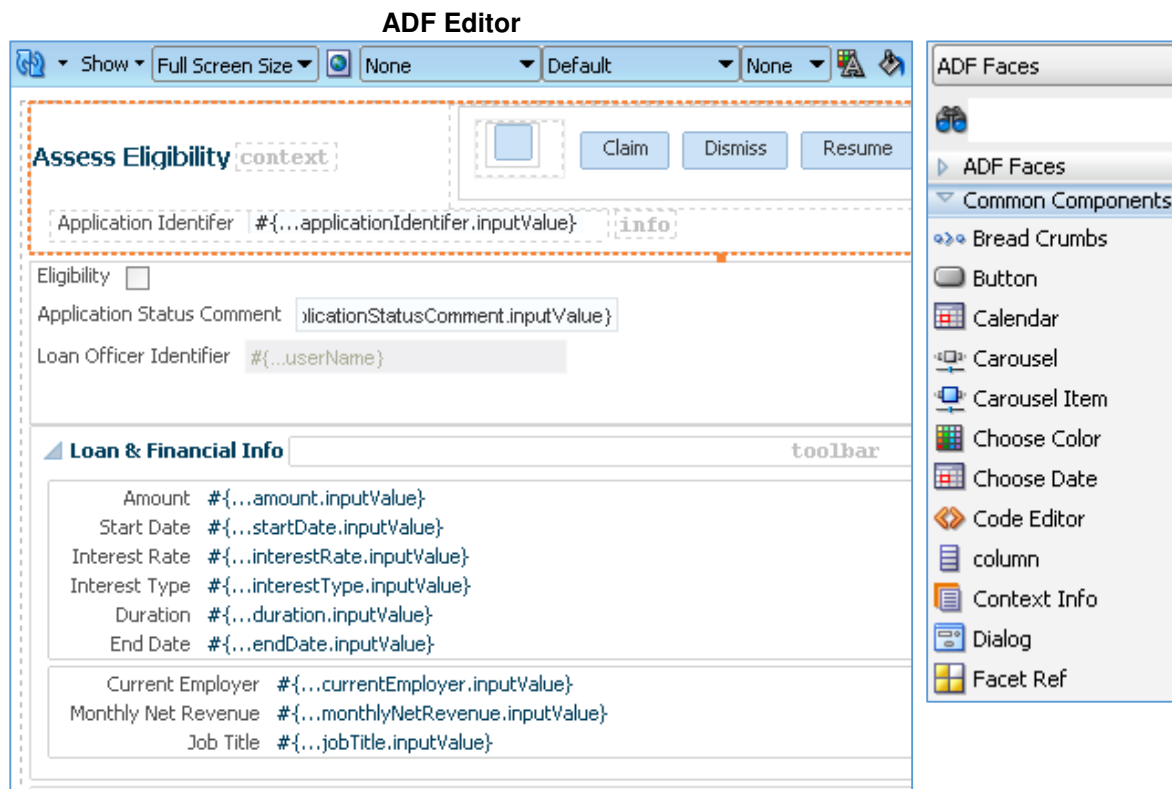 ADF Editor
Show Full Screen Size None Default None
Assess Eligibility context
Claim Dismiss Resume
Application Identifer #{...applicationIdentifer.inputValue} info
Eligibility
Application Status Comment licationStatusComment.inputValue}
Loan Officer Identifier #{...userName}
Loan & Financial Info toolbar
Amount #{...amount.inputValue}
Start Date #{...startDate.inputValue}
Interest Rate #{...interestRate.inputValue}
Interest Type #{...interestType.inputValue}
Duration #{...duration.inputValue}
End Date #{...endDate.inputValue}
Current Employer #{...currentEmployer.inputValue}
Monthly Net Revenue #{...monthlyNetRevenue.inputValue}
Job Title #{...jobTitle.inputValue}
ADF Faces
ADF Faces
Common Components
Bread Crumbs
Button
Calendar
Carousel
Carousel Item
Choose Color
Choose Date
Code Editor
column
Context Info
Dialog
Facet Ref